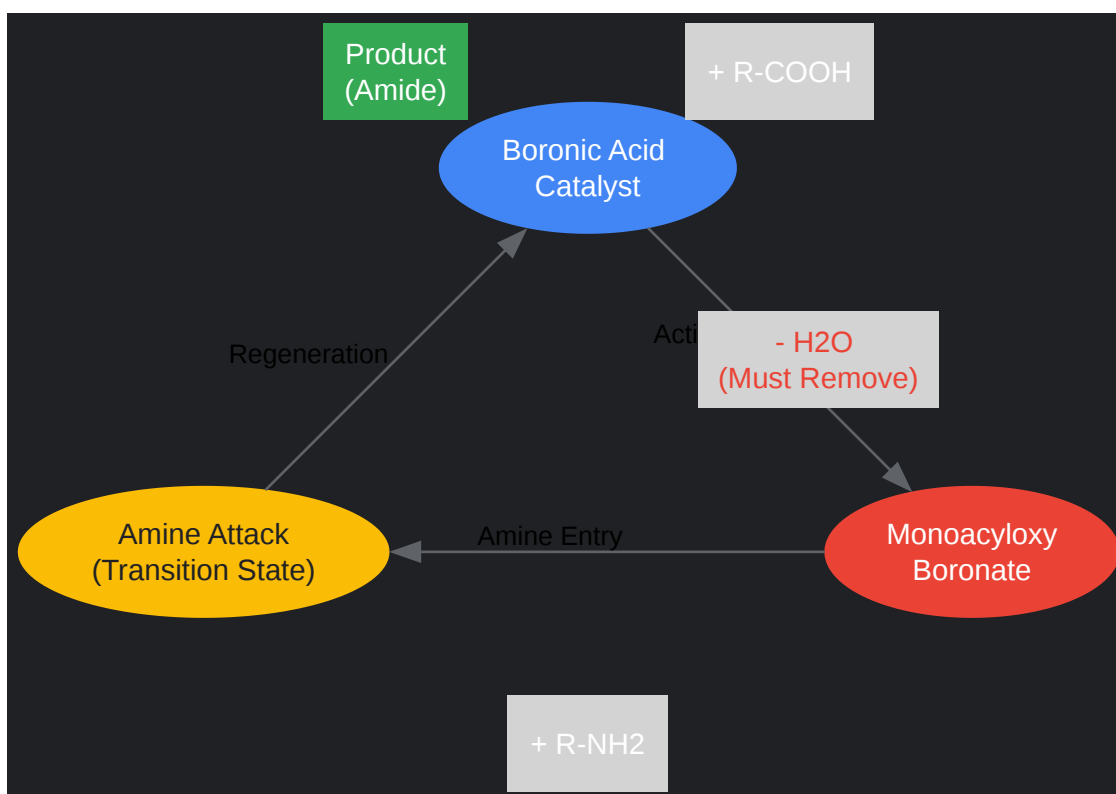 Product
(Amide)
+ R-COOH
Boronic Acid
Catalyst
- H2O
(Must Remove)
Regeneration
Amine Attack
(Transition State)
Amine Entry
Monoacyloxy
Boronate
+ R-NH2